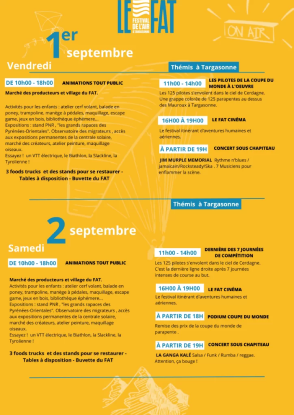 LE FAT
FESTIVAL
DE L'AIR
ON AIR
1er
septembre
Vendredi
Thémis à Targasonne
DE 10h00 - 18h00
ANIMATIONS TOUT PUBLIC
Marché des producteurs et village du FAT.
Activités pour les enfants : atelier cerf volant, balade en
poney, trampoline, manège à pédales, maquillage, escape
game, jeux en bois, bibliothèque éphémère...
Expositions : stand PNR , "les grands rapaces des
Pyrénées-Orientales". Observatoire des migrateurs , accès
aux expositions permanentes de la centrale solaire,
marché des créateurs, atelier peinture, maquillage
oiseaux.
Essayez ! un VTT électrique, le Biathlon, la Slackline, la
Tyrolienne !
3 foods trucks et des stands pour se restaurer -
Tables à disposition - Buvette du FAT
11h00 - 14h00
LES PILOTES DE LA COUPE DU
MONDE À L'OEUVRE
Les 125 pilotes s'envolent dans le ciel de Cerdagne.
Une grappe colorée de 125 parapentes au dessus
des Mauroux à Targasonne.
16H00 À 19H00
LE FAT CINÉMA
Le festival itinérant d'aventures humaines et
aériennes.
À PARTIR DE 19H
CONCERT SOUS CHAPITEAU
JIM MURPLE MEMORIAL Rythme n'blues /
jamaïcain/Rocksteady/Ska . 7 Musiciens pour
enflammer la scène.
Thémis à Targasonne
2
septembre
Samedi
DE 10h00 - 18h00
ANIMATIONS TOUT PUBLIC
Marché des producteurs et village du FAT.
Activités pour les enfants : atelier cerf volant, balade en
poney, trampoline, manège à pédales, maquillage, escape
game, jeux en bois, bibliothèque éphémère...
Expositions : stand PNR , "les grands rapaces des
Pyrénées-Orientales". Observatoire des migrateurs , accès
aux expositions permanentes de la centrale solaire,
marché des créateurs, atelier peinture, maquillage
oiseaux.
Essayez ! un VTT électrique, le Biathlon, la Slackline, la
Tyrolienne !
3 foods trucks et des stands pour se restaurer -
Tables à disposition - Buvette du FAT
11h00 - 14h00
DERNIÈRE DES 7 JOURNÉES
DE COMPÉTITION
Les 125 pilotes s'envolent dans le ciel de Cerdagne.
C'est la dernière ligne droite après 7 journées
intenses de course au but.
16H00 À 19H00
LE FAT CINÉMA
Le festival itinérant d'aventures humaines et
aériennes.
À PARTIR DE 18H
PODIUM COUPE DU MONDE
Remise des prix de la coupe du monde de
parapente .
À PARTIR DE 19H
CONCERT SOUS CHAPITEAU
LA GANGA KALÉ Salsa / Funk / Rumba / reggae.
Attention, ça bouge !